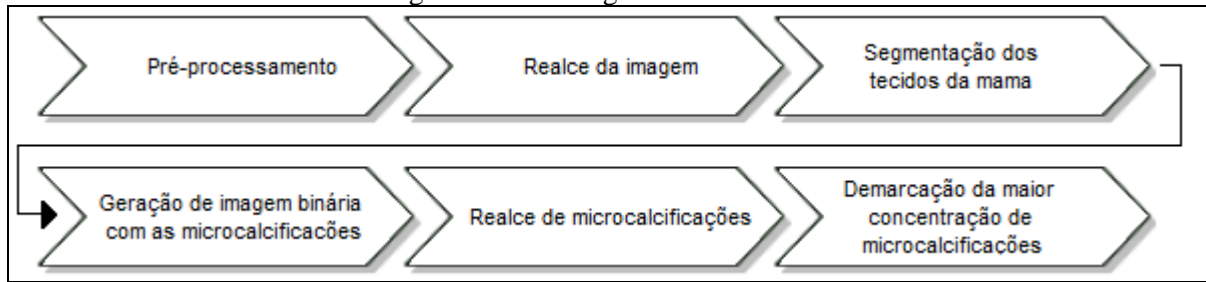 Pré-processamento
Realce da imagem
Segmentação dos
tecidos da mama
Geração de imagem binária
com as microcalcificações
Realce de microcalcificações
Demarcação da maior
concentração de
microcalcificações